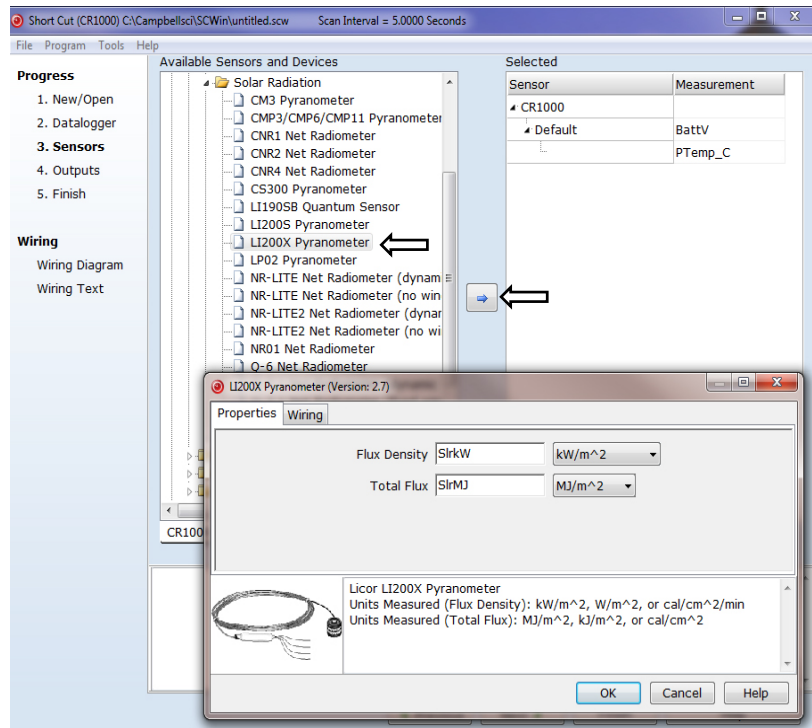 Short Cut (CR1000) C:\Campbellsci\SCWin\untitled.scw Scan Interval = 5.0000 Seconds
File Program Tools Help
Progress
1. New/Open
2. Datalogger
3. Sensors
4. Outputs
5. Finish
Wiring
Wiring Diagram
Wiring Text
Available Sensors and Devices
Solar Radiation
CM3 Pyranometer
CMP3/CMP6/CMP11 Pyranometer
CNR1 Net Radiometer
CNR2 Net Radiometer
CNR4 Net Radiometer
CS300 Pyranometer
LI190SB Quantum Sensor
LI200S Pyranometer
LI200X Pyranometer
LP02 Pyranometer
NR-LITE Net Radiometer (dynam
NR-LITE Net Radiometer (no win
NR-LITE2 Net Radiometer (dynar
NR-LITE2 Net Radiometer (no wi
NR01 Net Radiometer
Q-6 Net Radiometer
CR100
Selected
Sensor Measurement
CR1000
Default BattV
PTemp_C
LI200X Pyranometer (Version: 2.7)
Properties Wiring
Flux Density SlrkW kW/m^2
Total Flux SlrMJ MJ/m^2
Licor LI200X Pyranometer
Units Measured (Flux Density): kW/m^2, W/m^2, or cal/cm^2/min
Units Measured (Total Flux): MJ/m^2, kJ/m^2, or cal/cm^2
OK Cancel Help